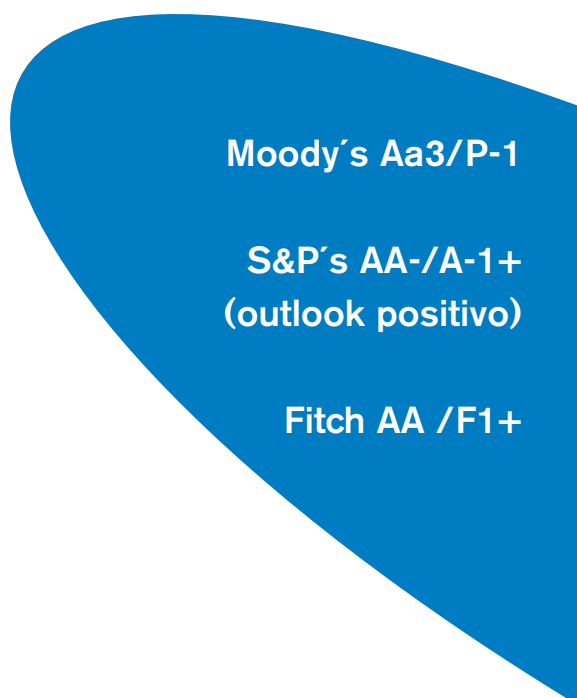 Moody´s Aa3/P-1
S&P´s AA-/A-1+
(outlook positivo)
Fitch AA /F1+